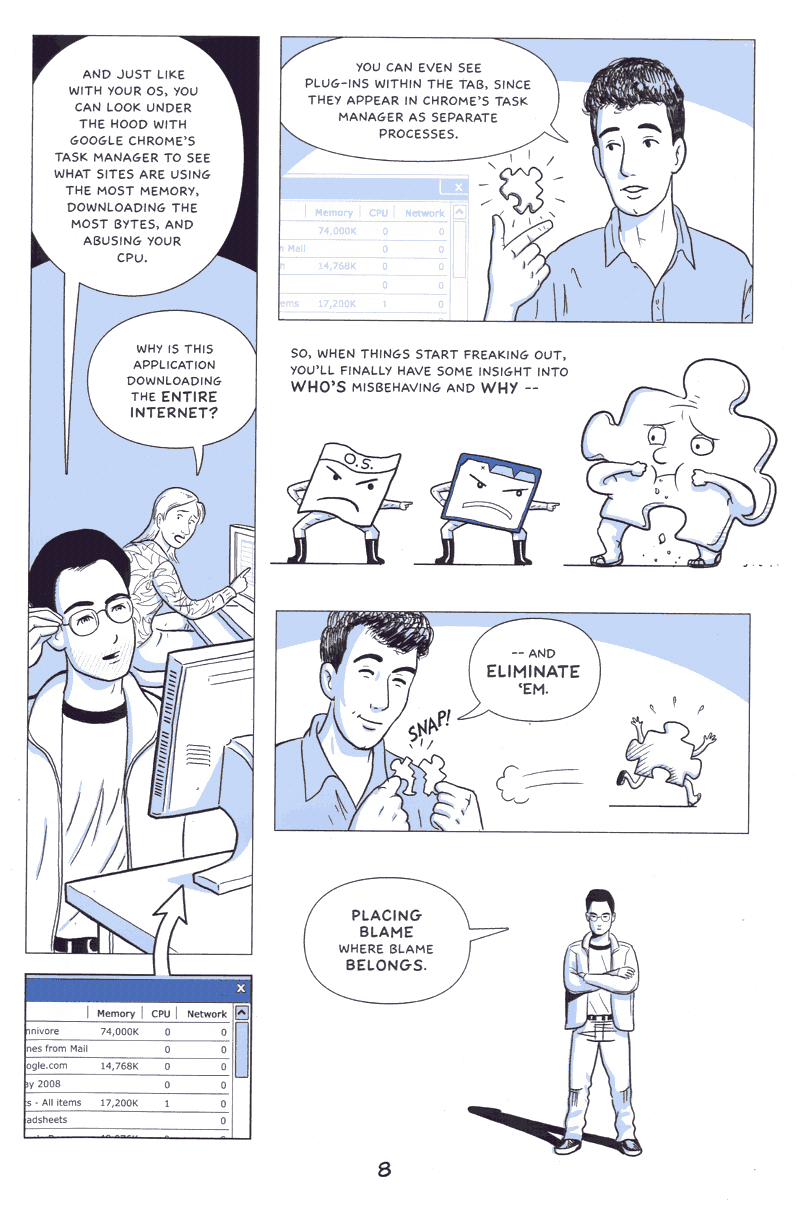 AND JUST LIKE
WITH YOUR OS, YOU
CAN LOOK UNDER
THE HOOD WITH
GOOGLE CHROME'S
TASK MANAGER TO SEE
WHAT SITES ARE USING
THE MOST MEMORY,
DOWNLOADING THE
MOST BYTES, AND
ABUSING YOUR
CPU.
WHY IS THIS
APPLICATION
DOWNLOADING
THE ENTIRE
INTERNET?
Memory CPU Network
nnivore 74,000K 0 0
nes from Mail 0 0
ogle.com 14,768K 0 0
ay 2008 0 0
s - All items 17,200K 1 0
eadsheets 0
YOU CAN EVEN SEE
PLUG-INS WITHIN THE TAB, SINCE
THEY APPEAR IN CHROME'S TASK
MANAGER AS SEPARATE
PROCESSES.
x
Memory CPU Network
74,000K 0 0
n Mail 0 0
n 14,768K 0 0
0 0
ems 17,200K 1 0
SO, WHEN THINGS START FREAKING OUT,
YOU'LL FINALLY HAVE SOME INSIGHT INTO
WHO'S MISBEHAVING AND WHY --
O.S.
-- AND
ELIMINATE
'EM.
SNAP!
PLACING
BLAME
WHERE BLAME
BELONGS.
8